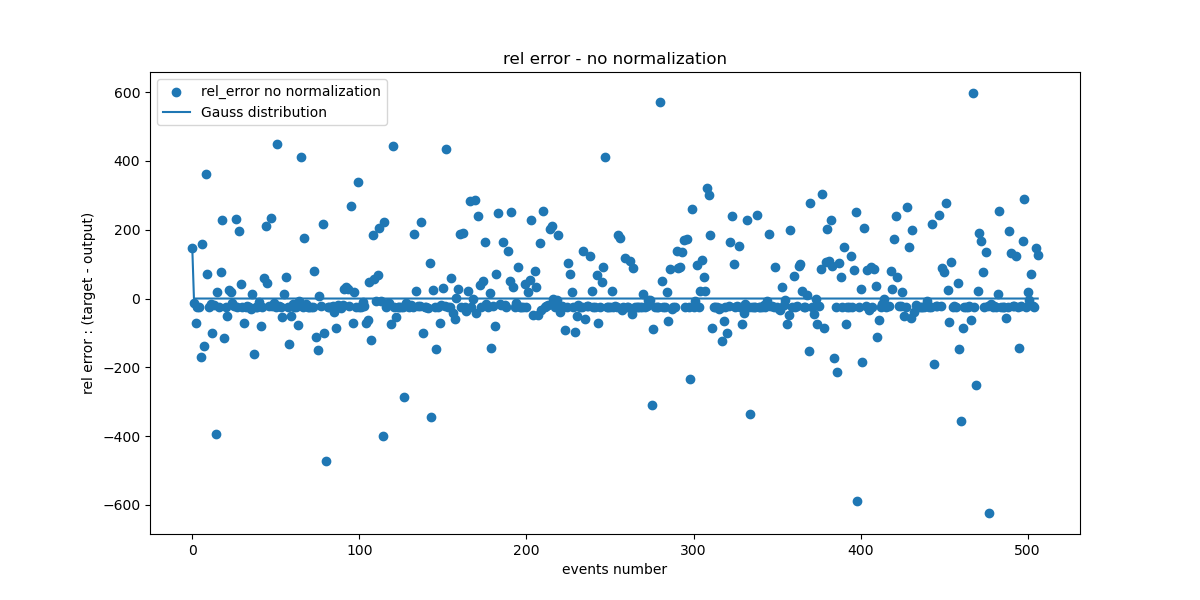 rel error - no normalization
rel_error no normalization
Gauss distribution
rel error : (target - output)
600
400
200
0
−200
−400
−600
0 100 200 300 400 500
events number